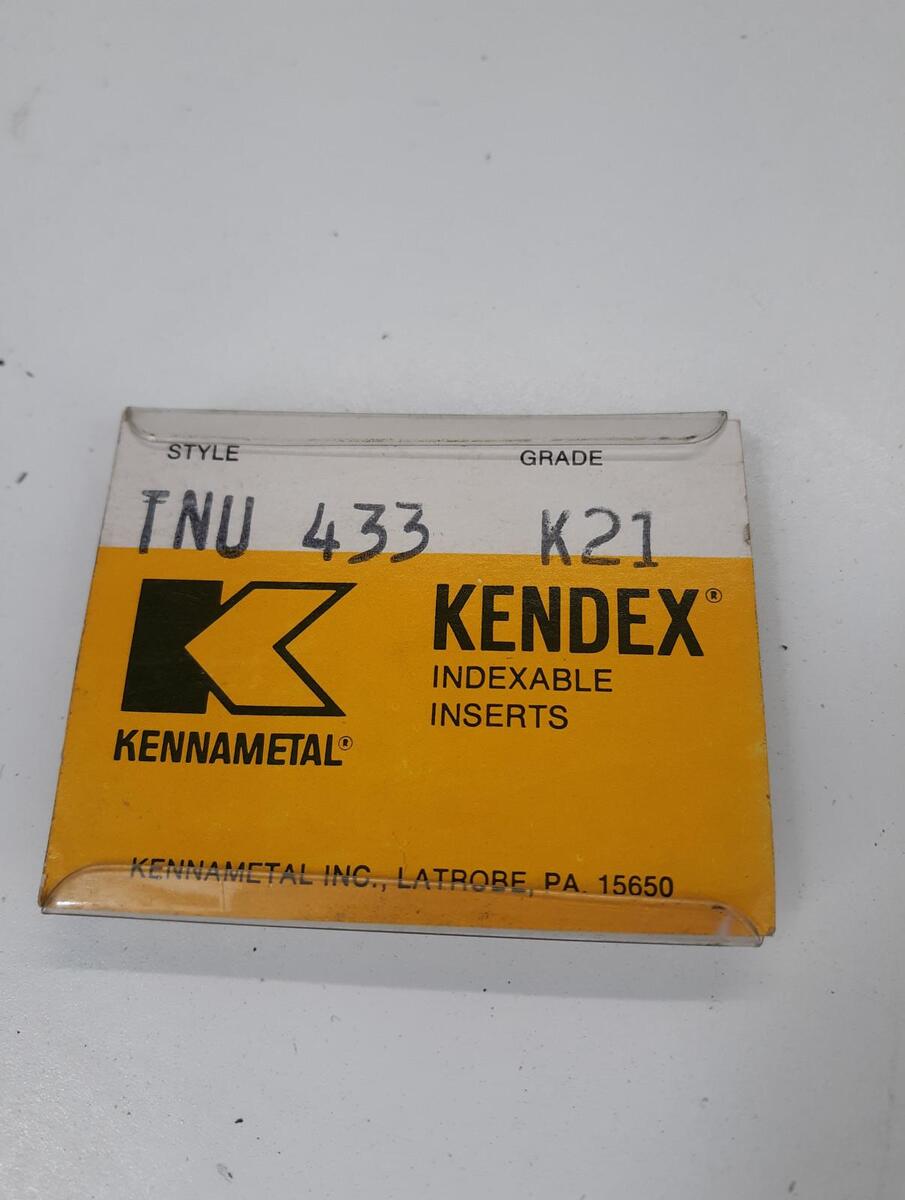 STYLE GRADE
TNU 433 K21
KENDEX®
INDEXABLE
INSERTS
KENNAMETAL®
KENNAMETAL INC., LATROBE, PA. 15650